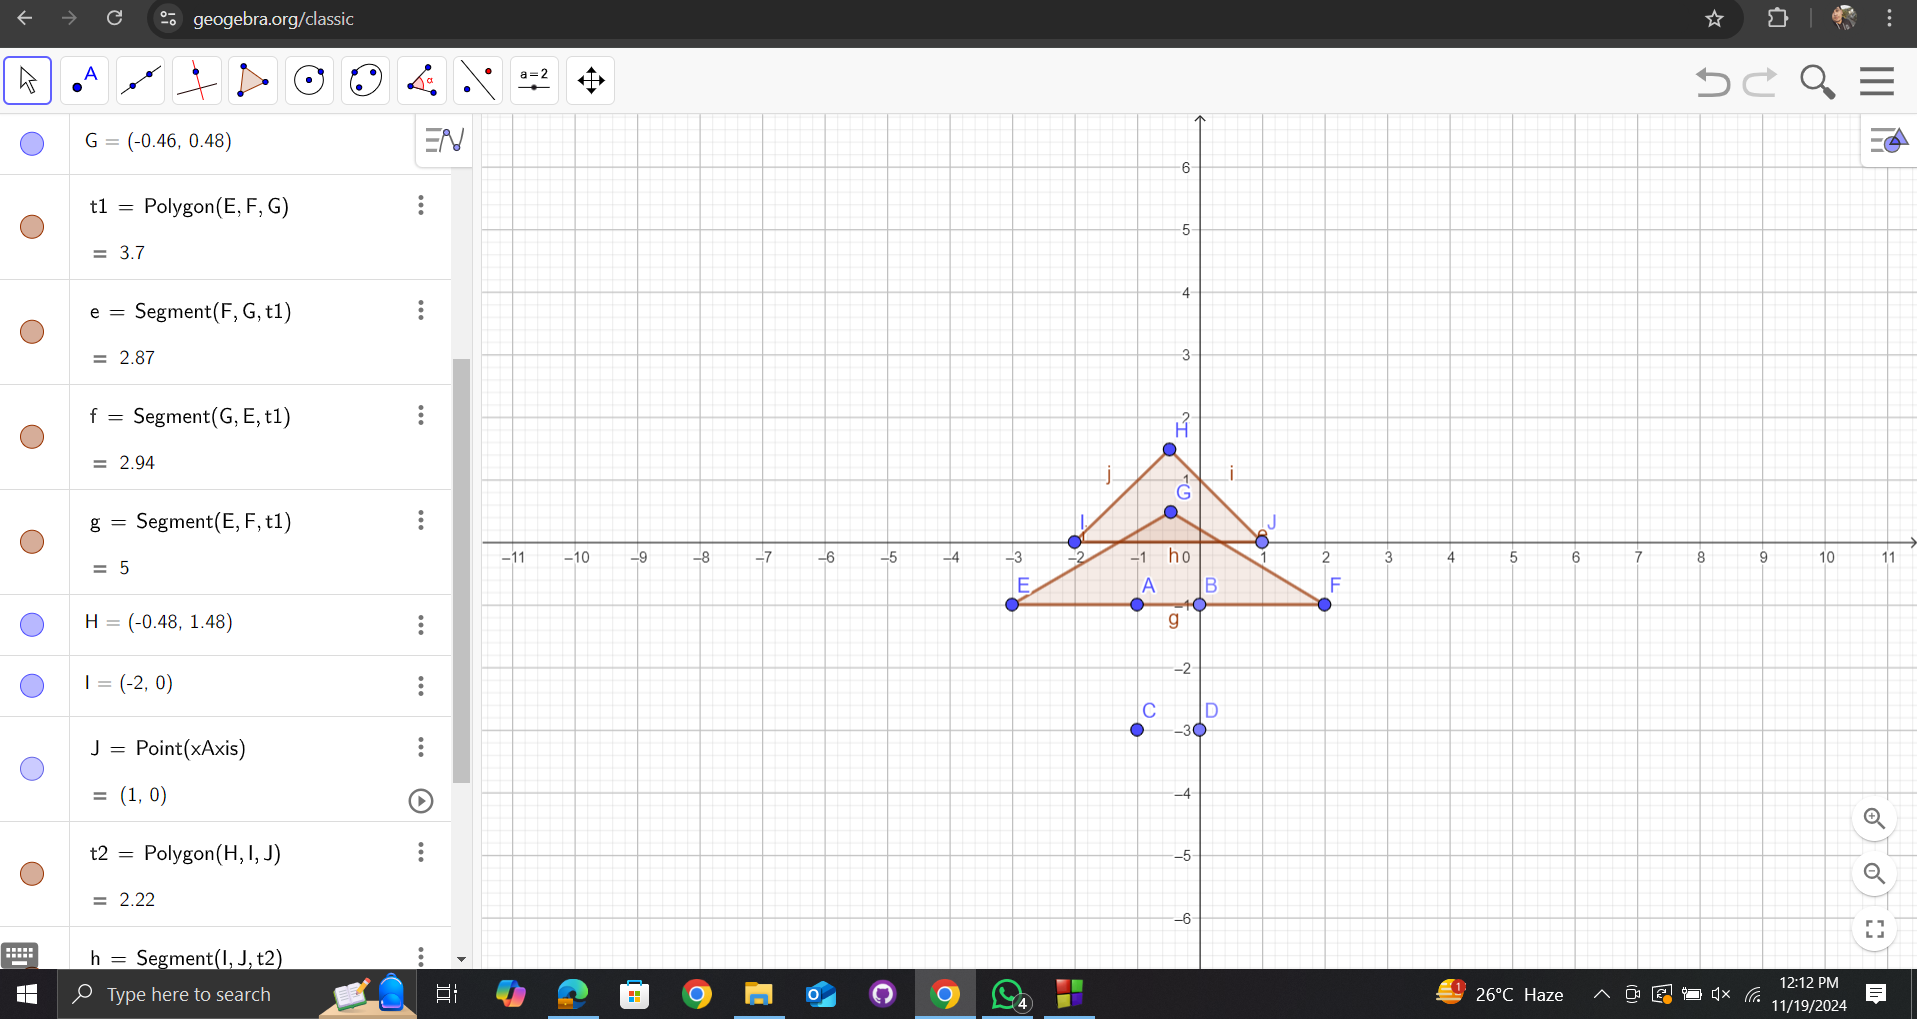 geogebra.org/classic
A
α
a=2
G = (-0.46, 0.48)
t1 = Polygon(E, F, G)
= 3.7
e = Segment(F, G, t1)
= 2.87
f = Segment(G, E, t1)
= 2.94
g = Segment(E, F, t1)
= 5
H = (-0.48, 1.48)
I = (-2, 0)
J = Point(xAxis)
= (1, 0)
t2 = Polygon(H, I, J)
= 2.22
h = Segment(I, J, t2)
6
5
4
3
2
H
j
1
i
G
I
e
J
–11 –10 –9 –8 –7 –6 –5 –4 –3 –2 –1 h 0 1 2 3 4 5 6 7 8 9 10 11
E A B F
–1
g
–2
C D
–3
–4
–5
–6
Type here to search
4
1
26°C Haze
12:12 PM
11/19/2024